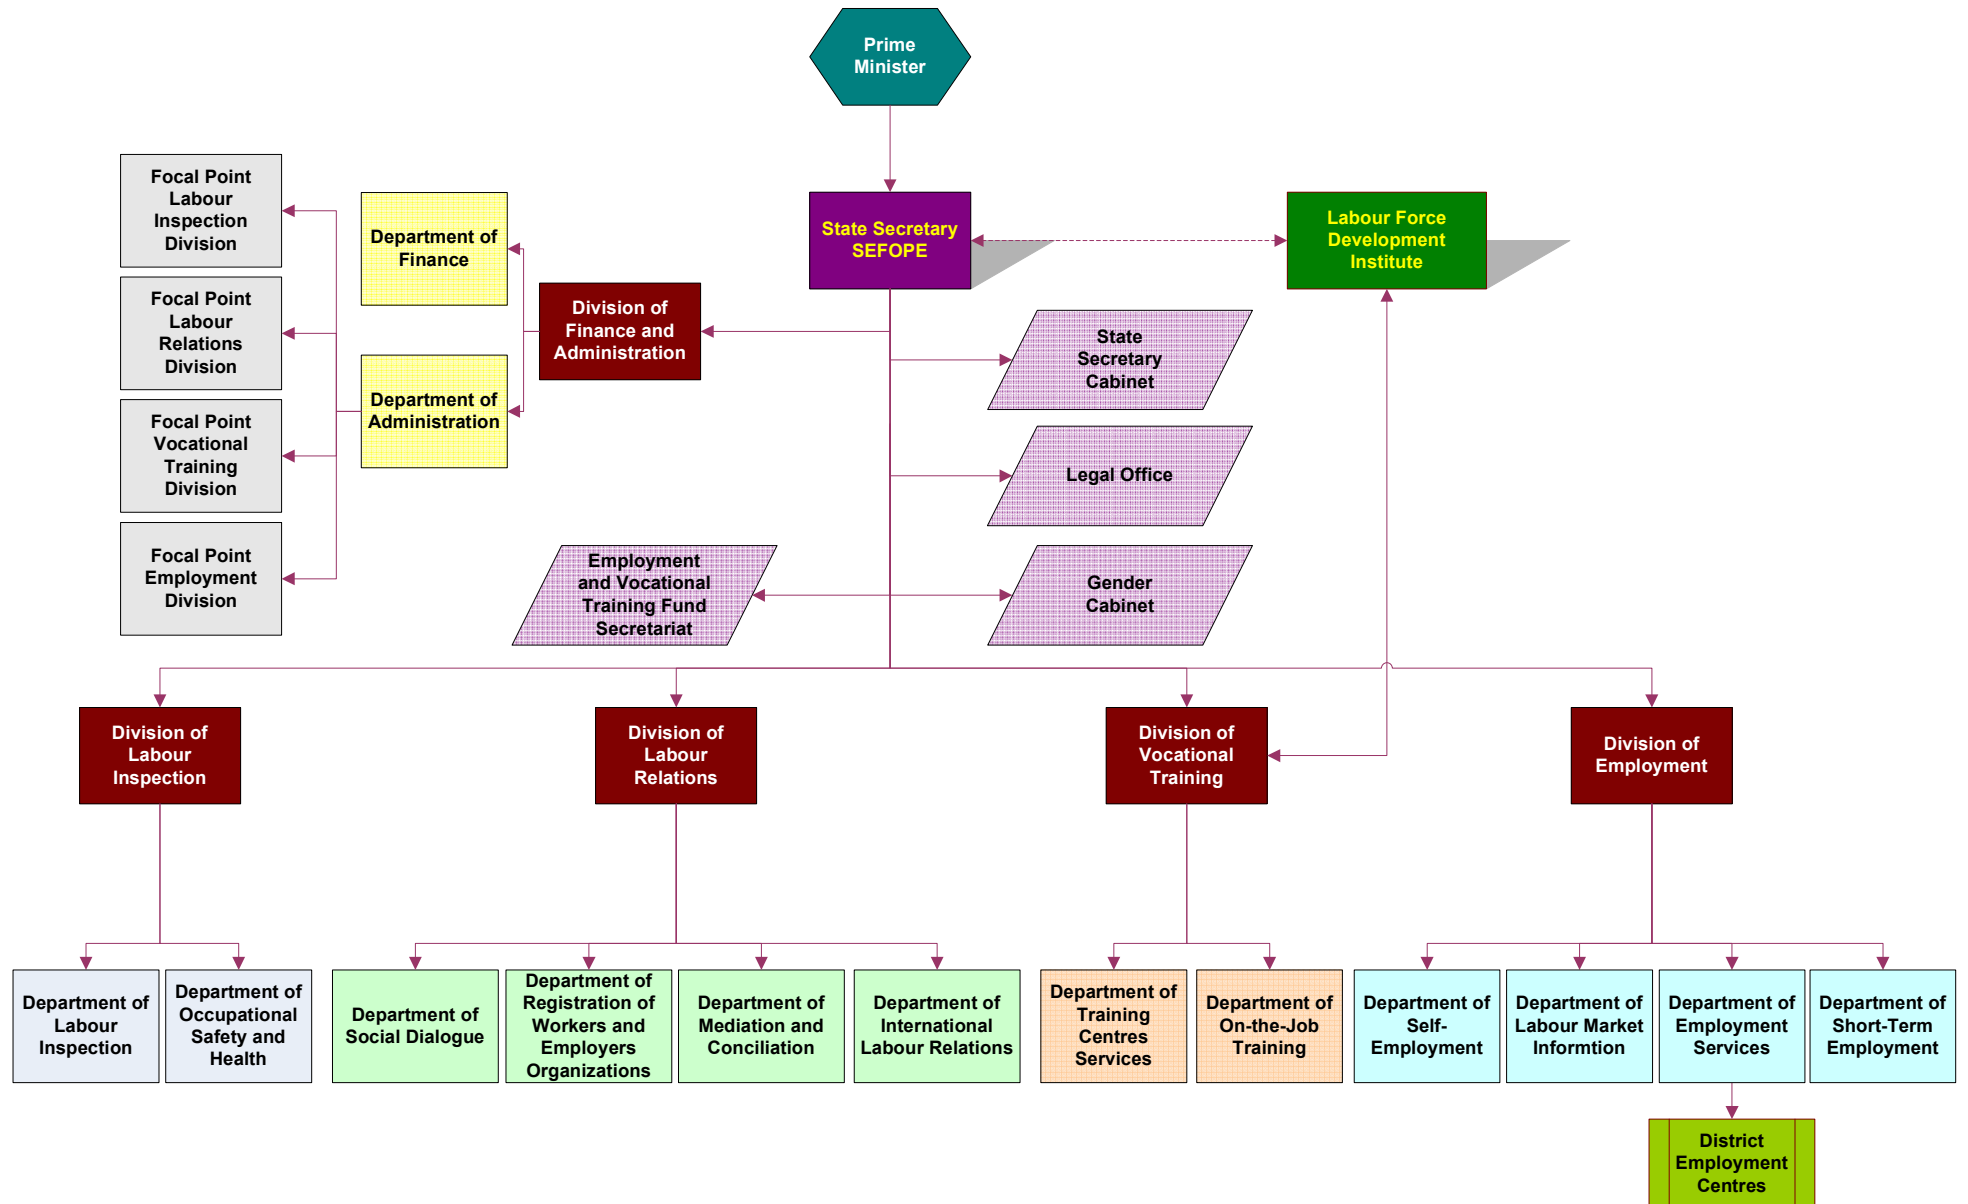 Prime
Minister
Focal Point
Labour
Inspection
Division
Department of
Finance
State Secretary
SEFOPE
Labour Force
Development
Institute
Focal Point
Labour
Relations
Division
Division of
Finance and
Administration
State
Secretary
Cabinet
Department of
Administration
Focal Point
Vocational
Training
Division
Legal Office
Focal Point
Employment
Division
Employment
and Vocational
Training Fund
Secretariat
Gender
Cabinet
Division of
Labour
Inspection
Division of
Labour
Relations
Division of
Vocational
Training
Division of
Employment
Department of
Labour
Inspection
Department of
Occupational
Safety and
Health
Department of
Social Dialogue
Department of
Registration of
Workers and
Employers
Organizations
Department of
Mediation and
Conciliation
Department of
International
Labour Relations
Department of
Training
Centres
Services
Department of
On-the-Job
Training
Department of
Self-
Employment
Department of
Labour Market
Informtion
Department of
Employment
Services
Department of
Short-Term
Employment
District
Employment
Centres